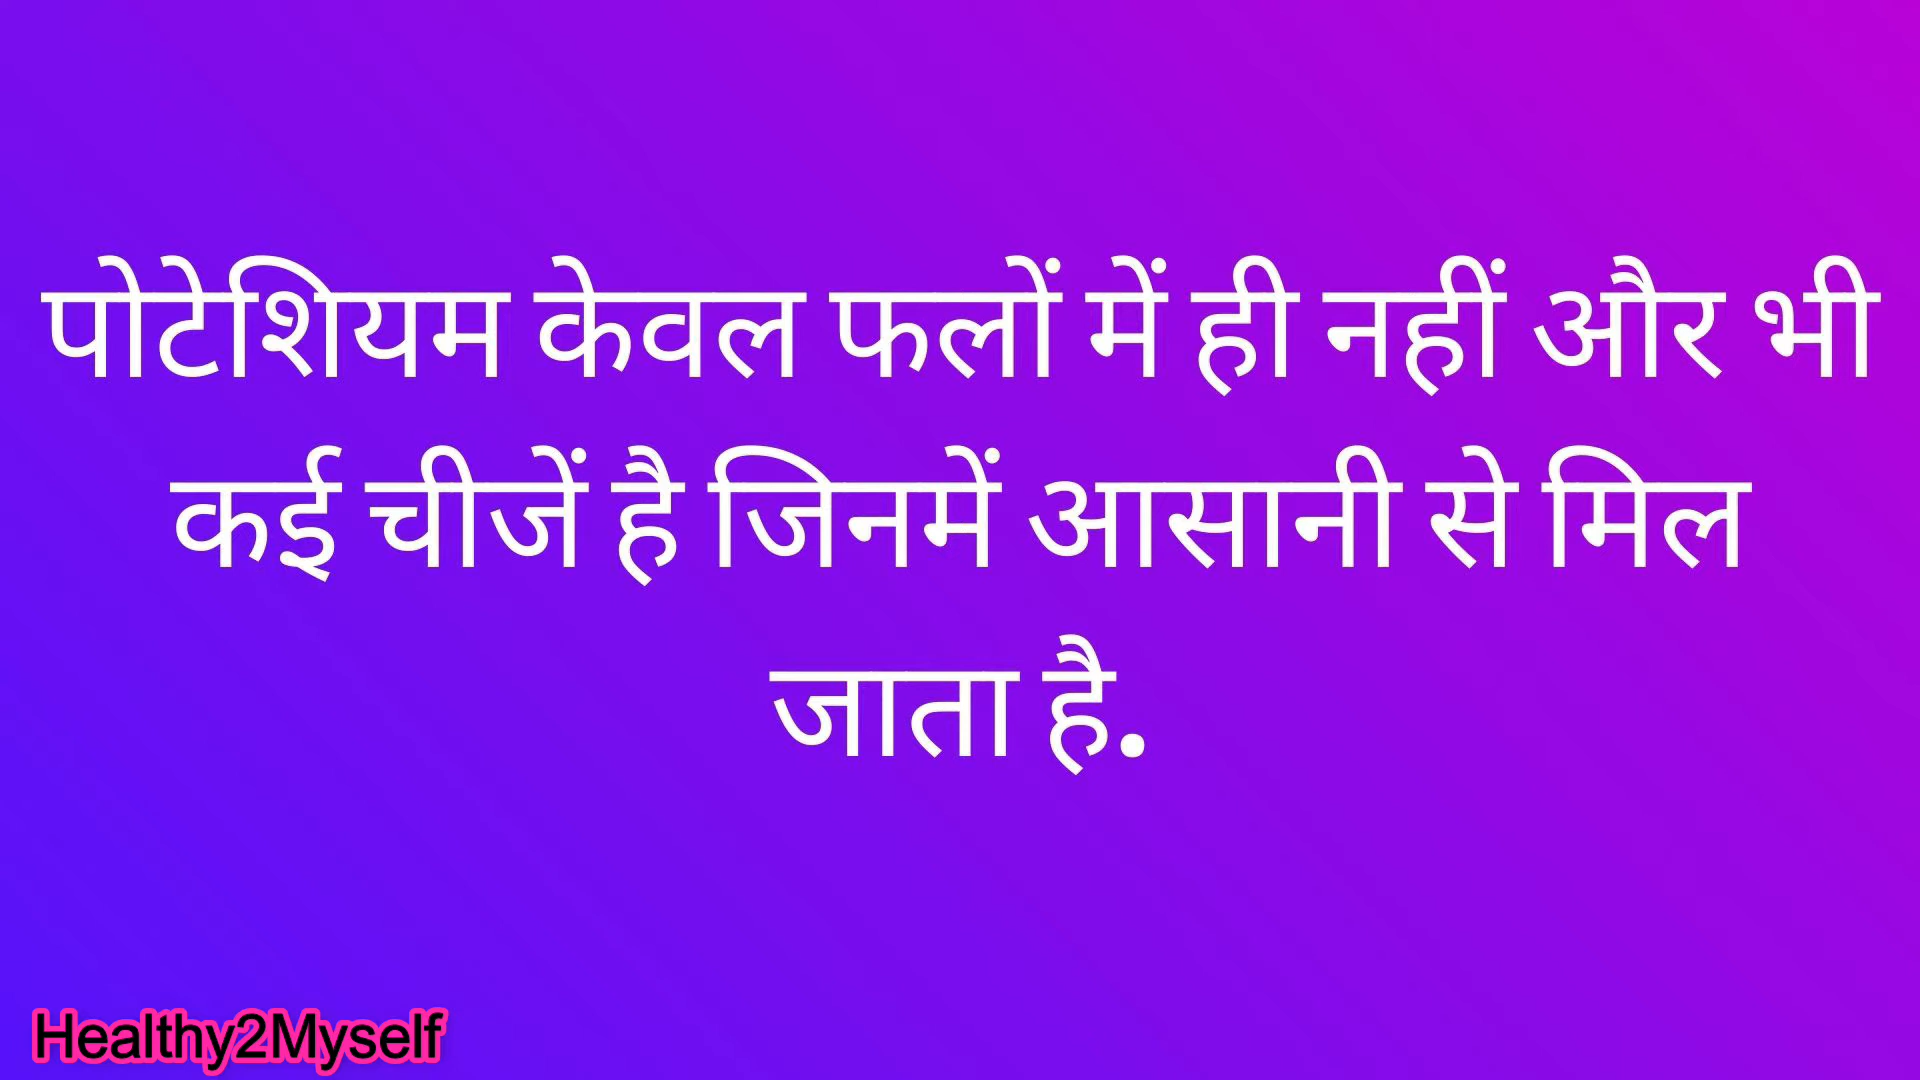 पोटेशियम केवल फलों में ही नहीं और भी
कई चीजें है जिनमें आसानी से मिल
जाता है.
Healthy2Myself